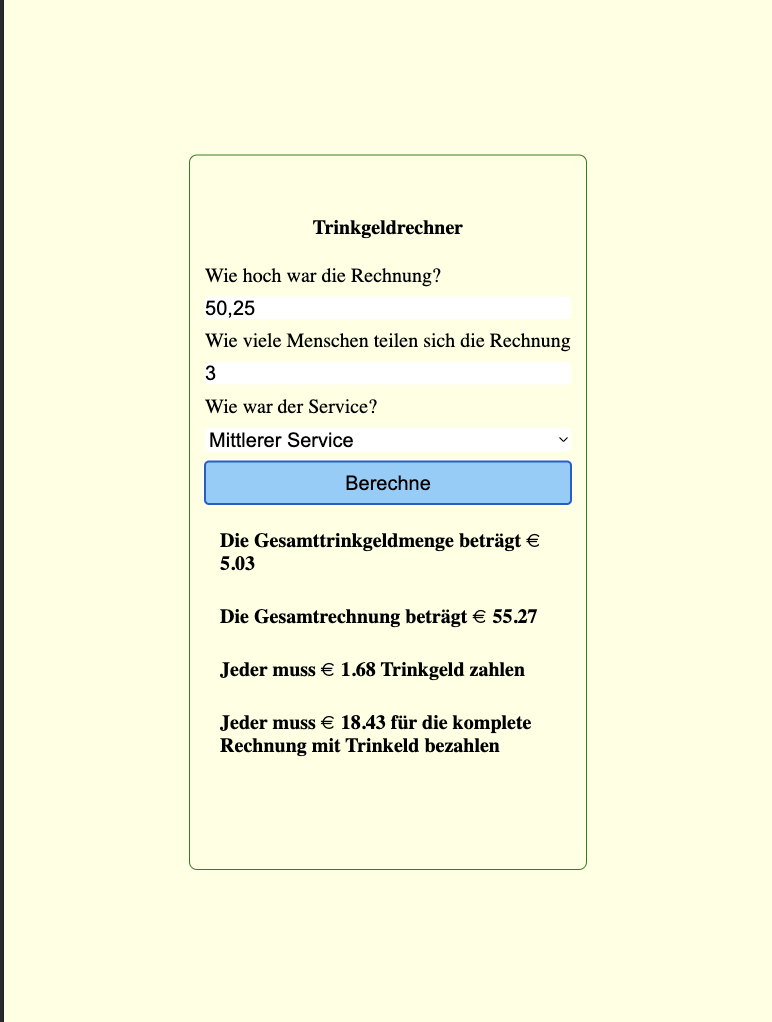 Trinkgeldrechner
Wie hoch war die Rechnung?
50,25
Wie viele Menschen teilen sich die Rechnung
3
Wie war der Service?
Mittlerer Service
Berechne
Die Gesamttrinkgeldmenge beträgt €
5.03
Die Gesamtrechnung beträgt € 55.27
Jeder muss € 1.68 Trinkgeld zahlen
Jeder muss € 18.43 für die komplete
Rechnung mit Trinkeld bezahlen